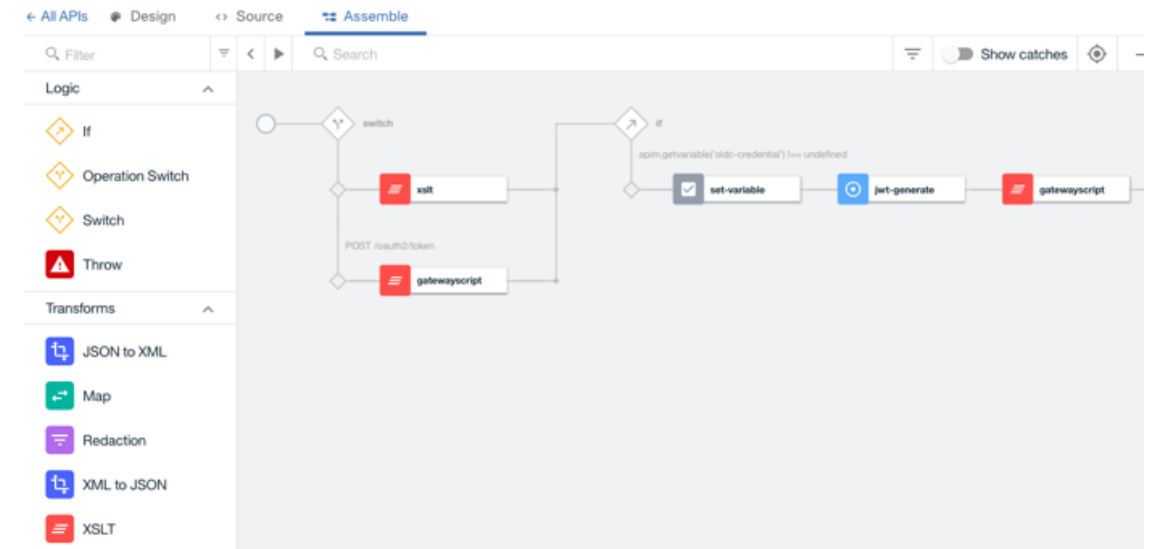 ← All APIs Design <> Source Assemble
Filter
Search
Show catches
Logic
If
Operation Switch
Switch
Throw
Transforms
JSON to XML
Map
Redaction
XML to JSON
XSLT
switch
xslt
POST /oauth2/token
gatewayscript
if
apim.getvariable('oidc-credential') !== undefined
set-variable
jwt-generate
gatewayscript